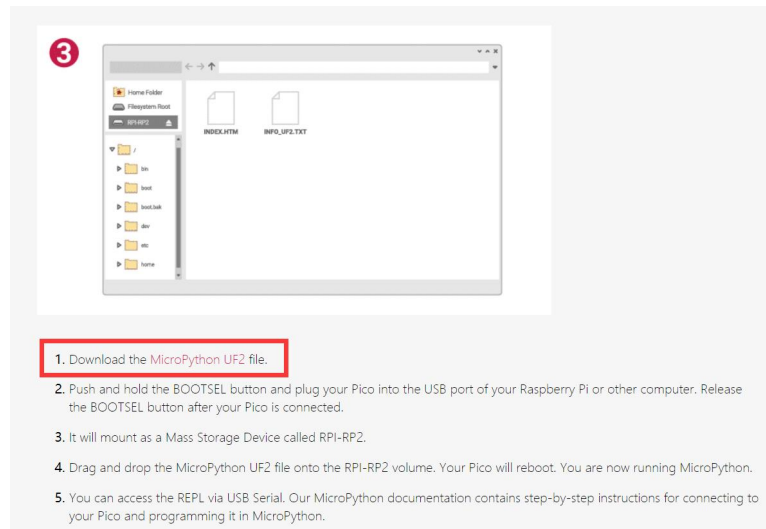 3
Home Folder
Filesystem Root
RPI-RP2
/
bin
boot
boot.bak
dev
etc
home
INDEX.HTM INFO_UF2.TXT
1. Download the MicroPython UF2 file.
2. Push and hold the BOOTSEL button and plug your Pico into the USB port of your Raspberry Pi or other computer. Release
the BOOTSEL button after your Pico is connected.
3. It will mount as a Mass Storage Device called RPI-RP2.
4. Drag and drop the MicroPython UF2 file onto the RPI-RP2 volume. Your Pico will reboot. You are now running MicroPython.
5. You can access the REPL via USB Serial. Our MicroPython documentation contains step-by-step instructions for connecting to
your Pico and programming it in MicroPython.